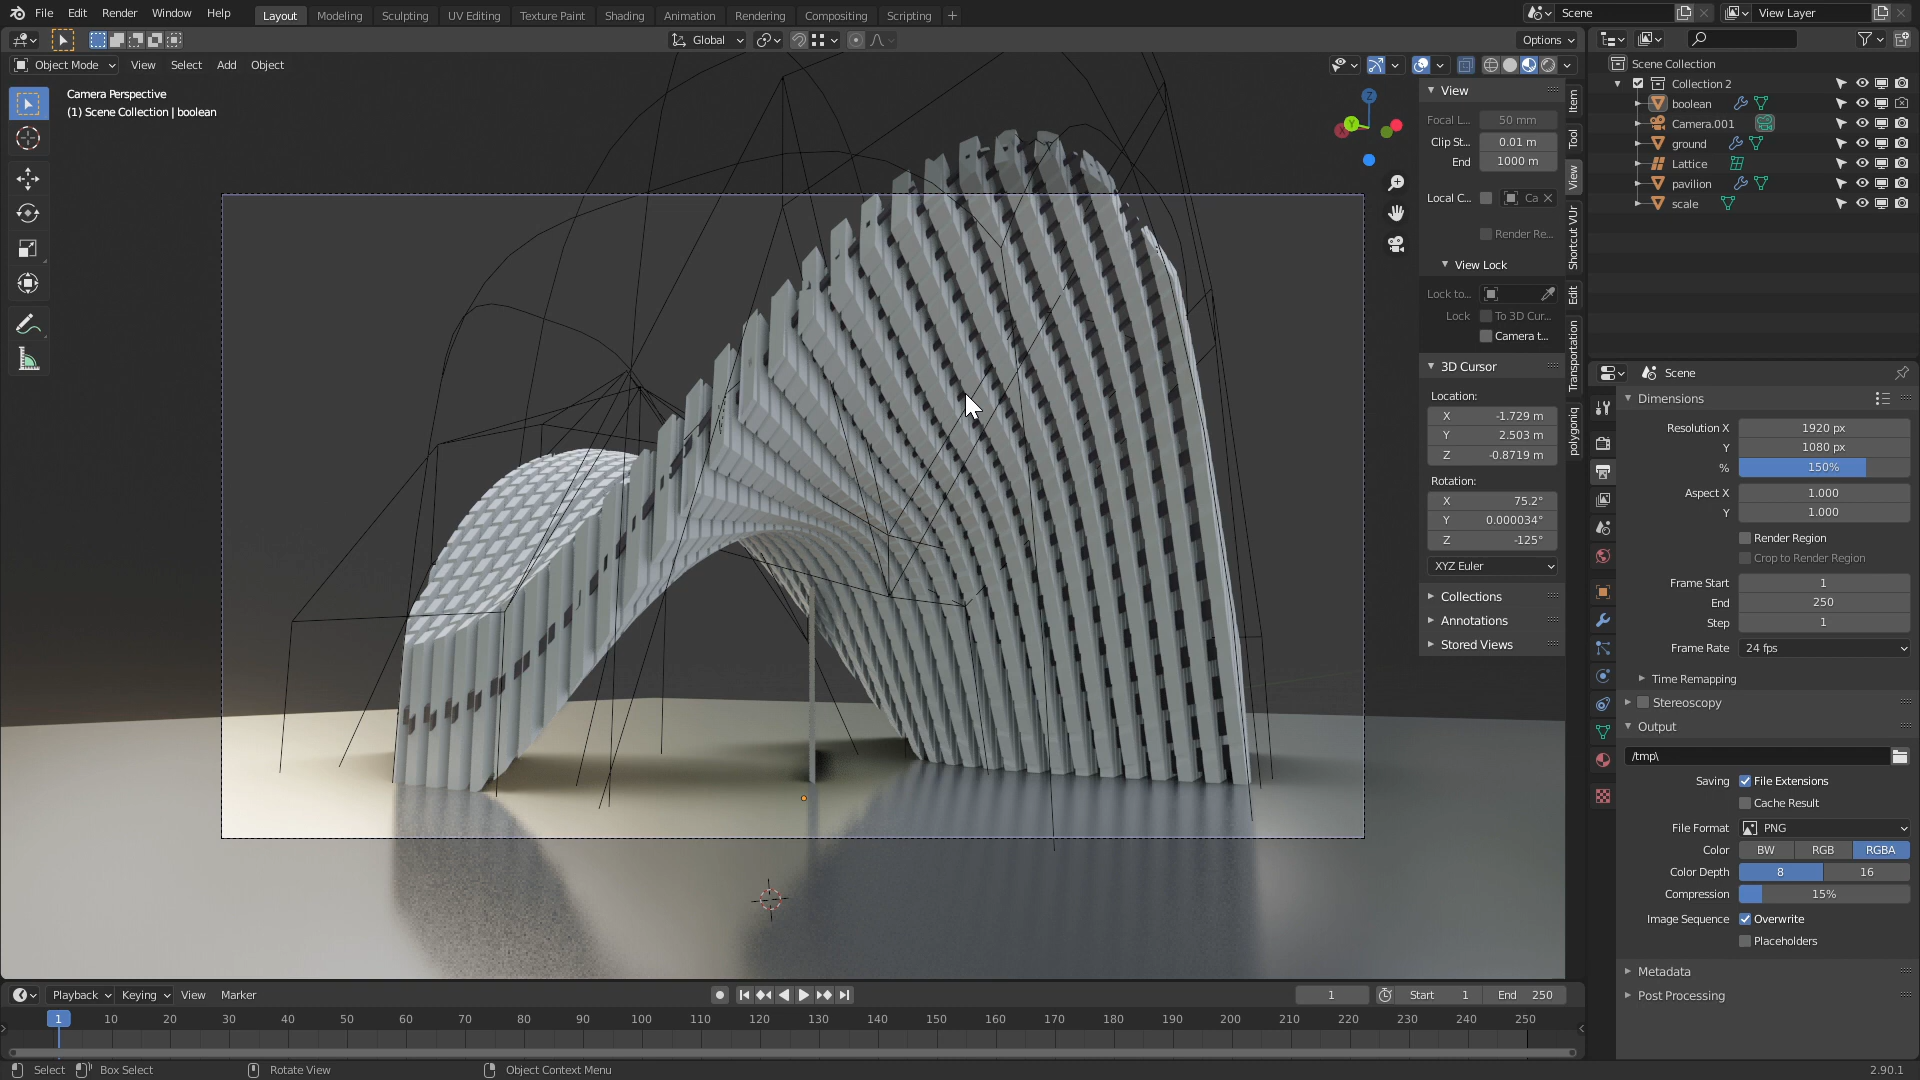 File Edit Render Window Help Layout Modeling Sculpting UV Editing Texture Paint Shading Animation Rendering Compositing Scripting + Scene View Layer
Global Options
Object Mode View Select Add Object
Camera Perspective
(1) Scene Collection | boolean
Z
Y
X
View
Focal L... 50 mm
Clip St... 0.01 m
End 1000 m
Local C... Ca
Render Re...
View Lock
Lock to...
Lock To 3D Cur...
Camera t...
3D Cursor
Location:
X -1.729 m
Y 2.503 m
Z -0.8719 m
Rotation:
X 75.2°
Y 0.000034°
Z -125°
XYZ Euler
Collections
Annotations
Stored Views
Item
Tool
View
Shortcut VUr
Edit
Transportation
polygoniq
Scene Collection
Collection 2
boolean
Camera.001
ground
Lattice
pavilion
scale
Scene
Dimensions
Resolution X 1920 px
Y 1080 px
% 150%
Aspect X 1.000
Y 1.000
Render Region
Crop to Render Region
Frame Start 1
End 250
Step 1
Frame Rate 24 fps
Time Remapping
Stereoscopy
Output
/tmp\
Saving File Extensions
Cache Result
File Format PNG
Color BW RGB RGBA
Color Depth 8 16
Compression 15%
Image Sequence Overwrite
Placeholders
Metadata
Post Processing
Playback Keying View Marker 1 Start 1 End 250
1 10 20 30 40 50 60 70 80 90 100 110 120 130 140 150 160 170 180 190 200 210 220 230 240 250
Select Box Select Rotate View Object Context Menu 2.90.1